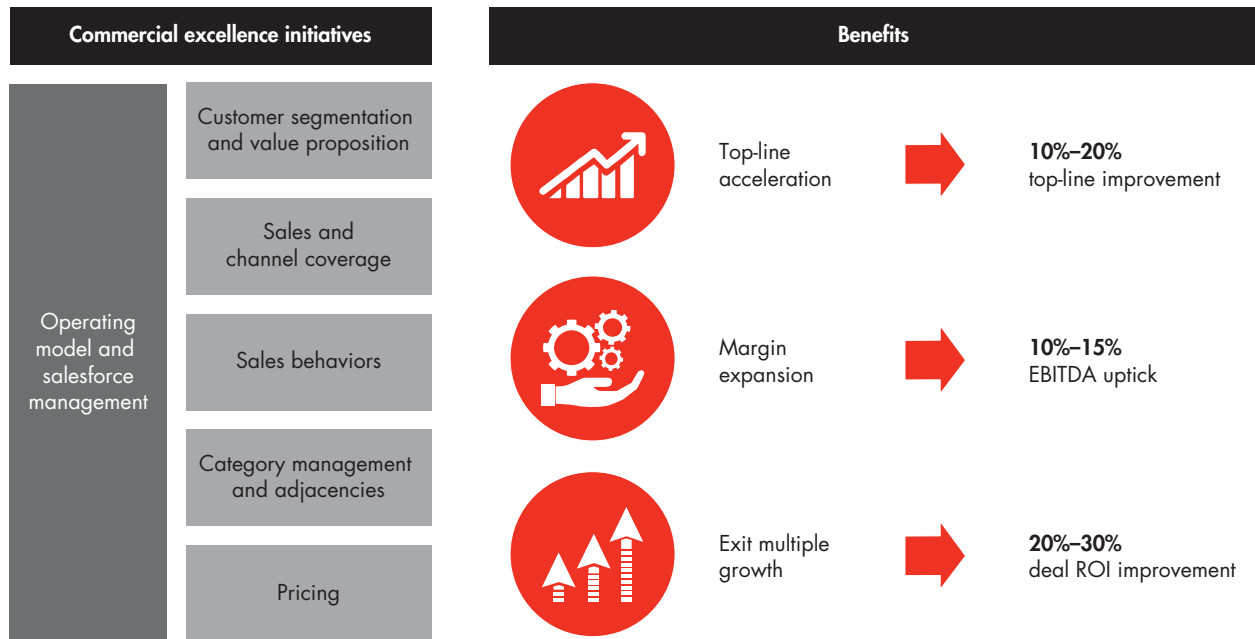 Commercial excellence initiatives
Operating
model and
salesforce
management
Customer segmentation
and value proposition
Sales and
channel coverage
Sales behaviors
Category management
and adjacencies
Pricing
Benefits
Top-line
acceleration
10%–20%
top-line improvement
Margin
expansion
10%–15%
EBITDA uptick
Exit multiple
growth
20%–30%
deal ROI improvement